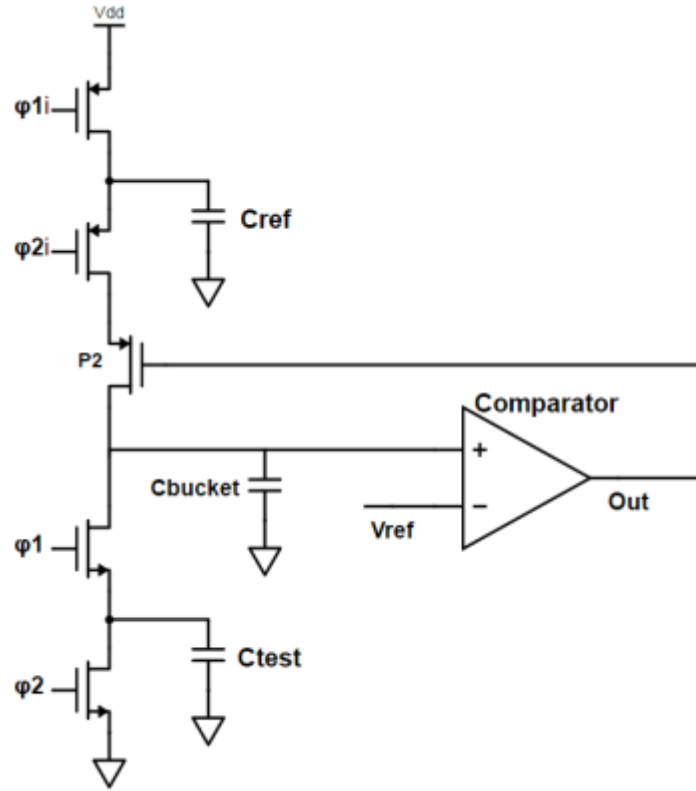 Vdd
φ1i
Cref
φ2i
P2
Comparator
+
Cbucket
−
Vref
Out
φ1
Ctest
φ2